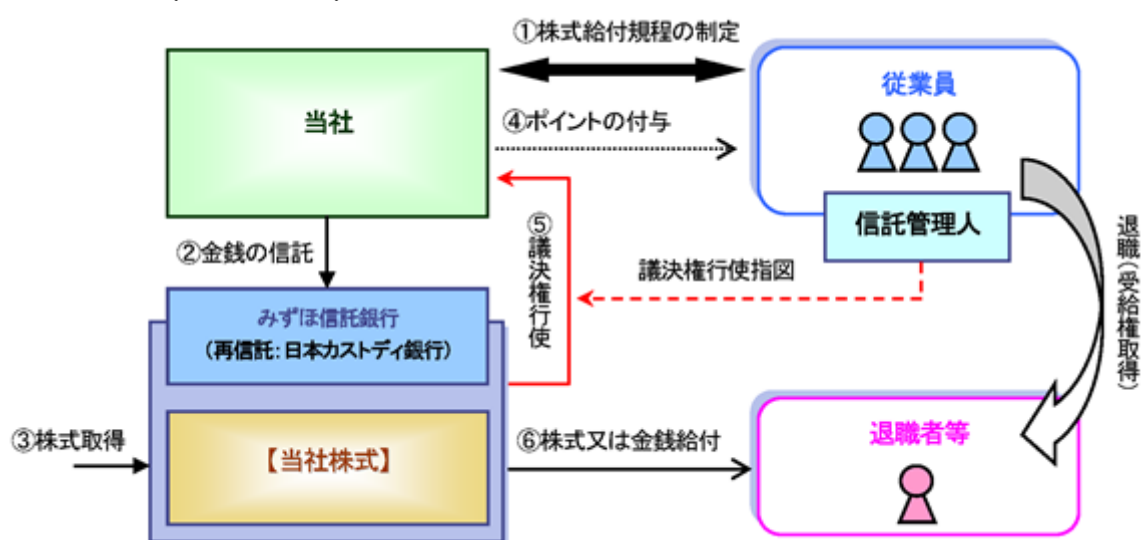 ①株式給付規程の制定
当社
④ポイントの付与
従業員
信託管理人
②金銭の信託
⑤議決権行使
議決権行使指図
退職(受給権取得)
みずほ信託銀行
(再信託:日本カストディ銀行)
③株式取得
【当社株式】
⑥株式又は金銭給付
退職者等